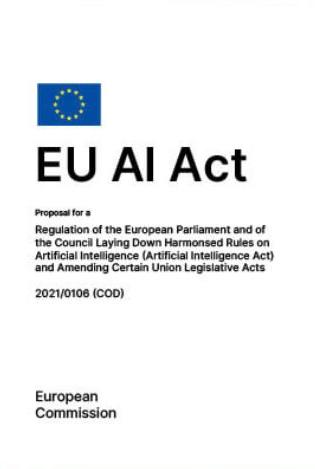 EU AI Act
Proposal for a
Regulation of the European Parliament and of
the Council Laying Down Harmonsed Rules on
Artificial Intelligence (Artificial Intelligence Act)
and Amending Certain Union Legislative Acts
2021/0106 (COD)
European
Commission